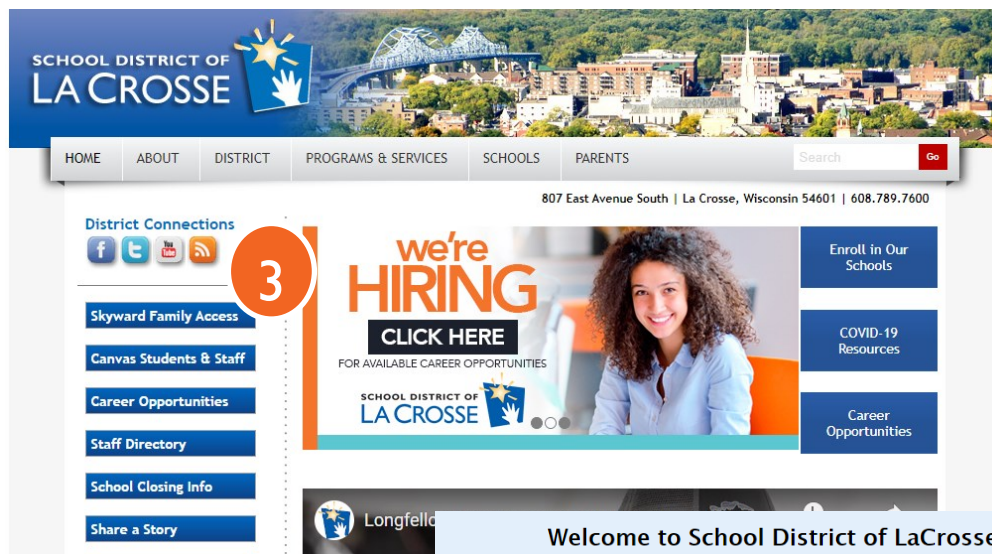 SCHOOL DISTRICT OF
LA CROSSE
HOME ABOUT DISTRICT PROGRAMS & SERVICES SCHOOLS PARENTS Search Go
807 East Avenue South | La Crosse, Wisconsin 54601 | 608.789.7600
District Connections
f t You Tube
3
Skyward Family Access
Canvas Students & Staff
Career Opportunities
Staff Directory
School Closing Info
Share a Story
we're
HIRING
CLICK HERE
FOR AVAILABLE CAREER OPPORTUNITIES
SCHOOL DISTRICT OF
LA CROSSE
Enroll in Our
Schools
COVID-19
Resources
Career
Opportunities
Longfello
Welcome to School District of LaCrosse